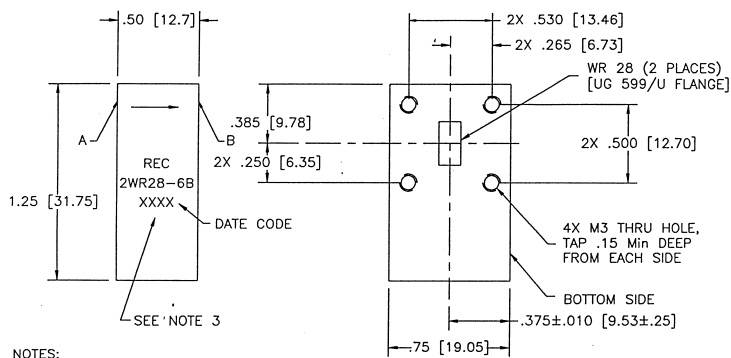 .50 [12.7]
2X .530 [13.46]
2X .265 [6.73]
WR 28 (2 PLACES)
[UG 599/U FLANGE]
.385 [9.78]
A
B
2X .250 [6.35]
2X .500 [12.70]
REC
2WR28-6B
XXXX
DATE CODE
1.25 [31.75]
4X M3 THRU HOLE,
TAP .15 Min DEEP
FROM EACH SIDE
BOTTOM SIDE
SEE NOTE 3
.375±.010 [9.53±.25]
.75 [19.05]
NOTES: